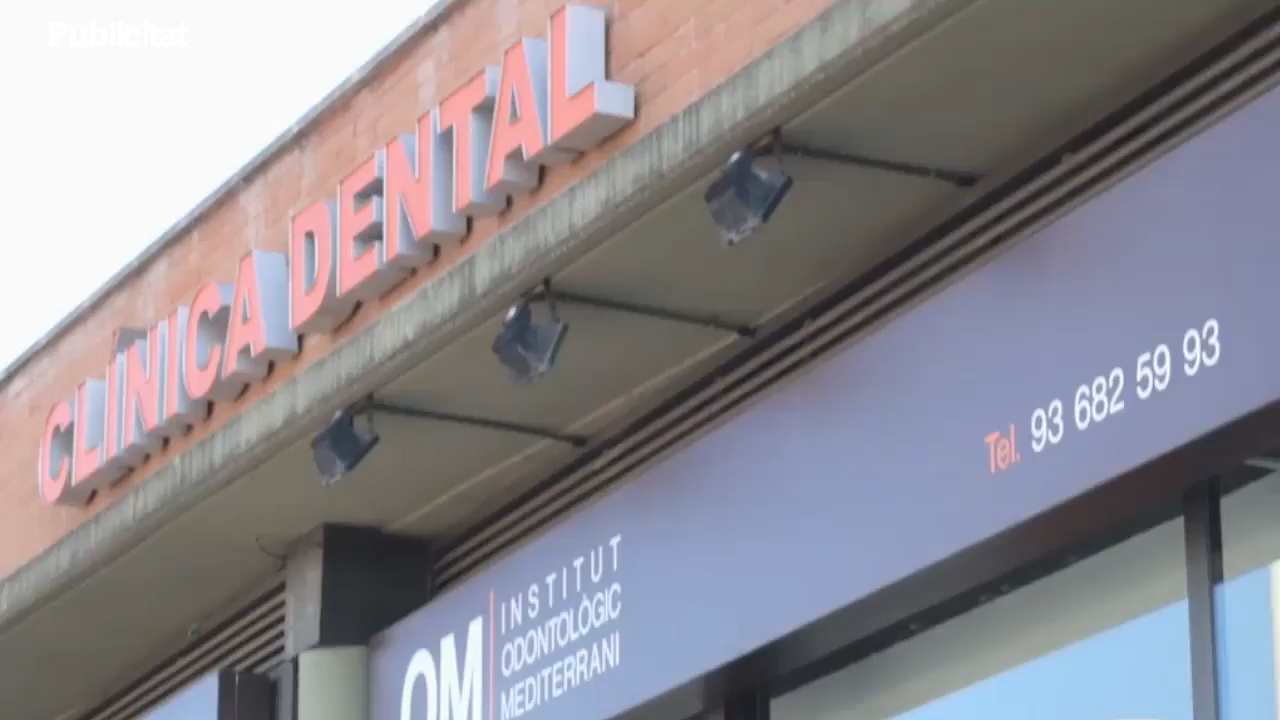 Publicitat
CLÍNICA DENTAL
Tel. 93 682 59 93
OM
INSTITUT
ODONTOLÒGIC
MEDITERRANI